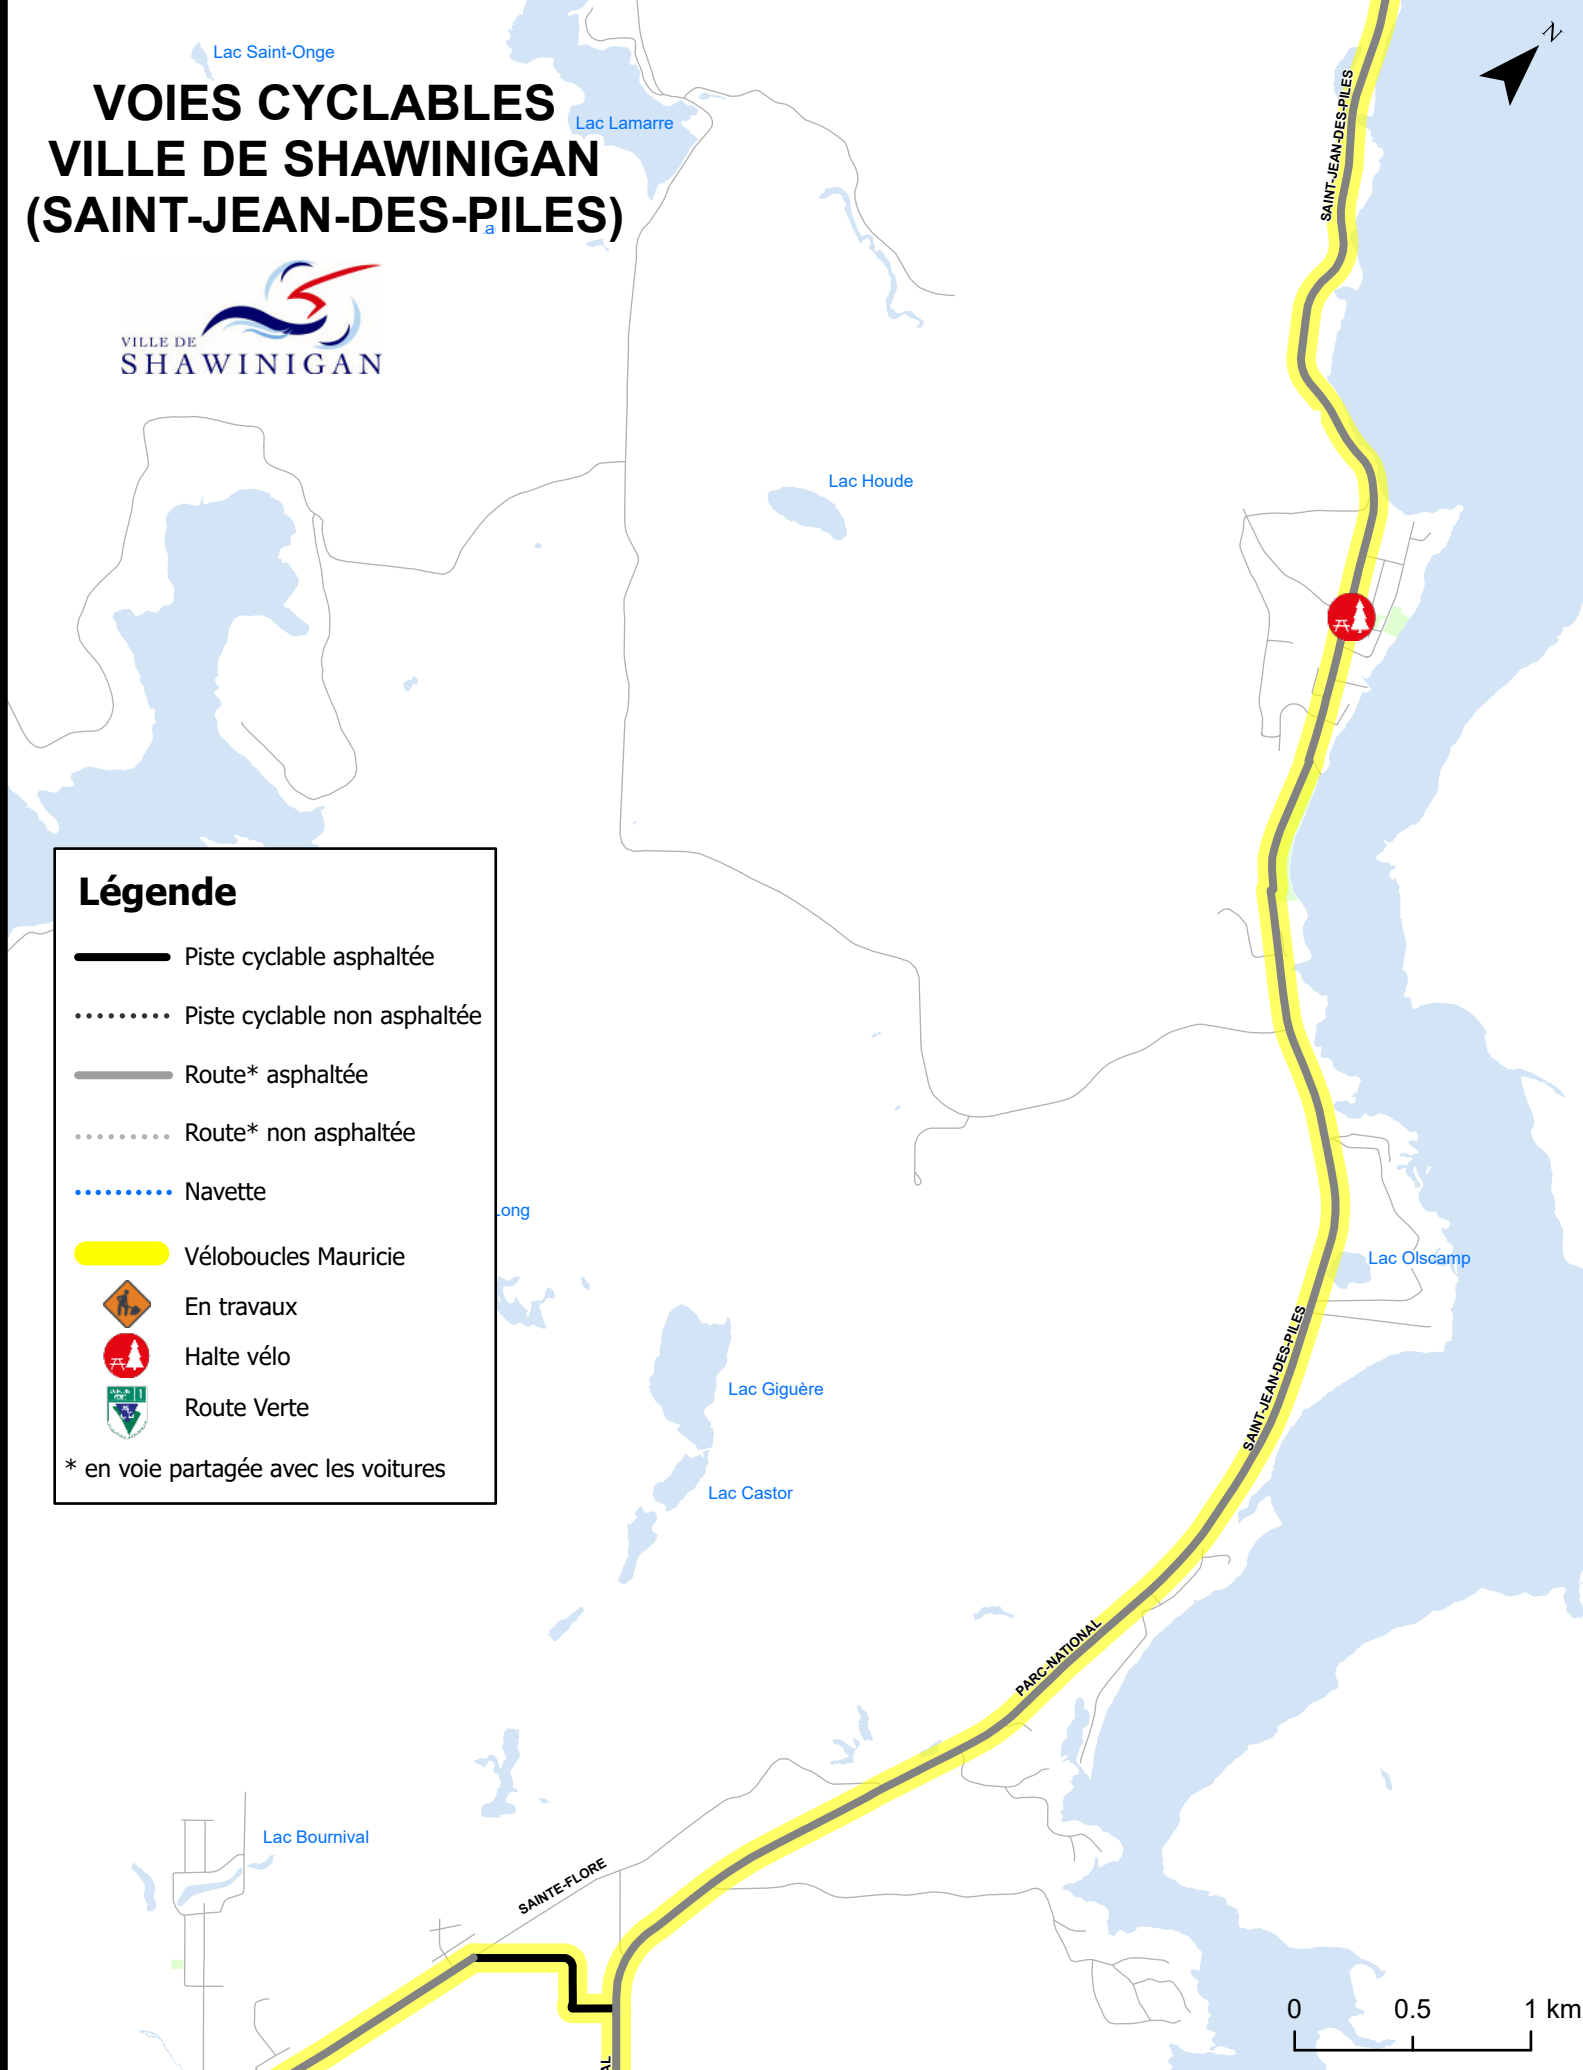 Lac Saint-Onge
N
VOIES CYCLABLES
VILLE DE SHAWINIGAN
(SAINT-JEAN-DES-PILES)
Lac Lamarre
SAINT-JEAN-DES-PILES
VILLE DE
SHAWINIGAN
Lac Houde
Légende
Piste cyclable asphaltée
Piste cyclable non asphaltée
Route* asphaltée
Route* non asphaltée
Navette
Véloboucles Mauricie
En travaux
Halte vélo
Route Verte
* en voie partagée avec les voitures
Long
Lac Olscamp
SAINT-JEAN-DES-PILES
Lac Giguère
Lac Castor
PARC-NATIONAL
Lac Bournival
SAINTE-FLORE
0 0.5 1 km